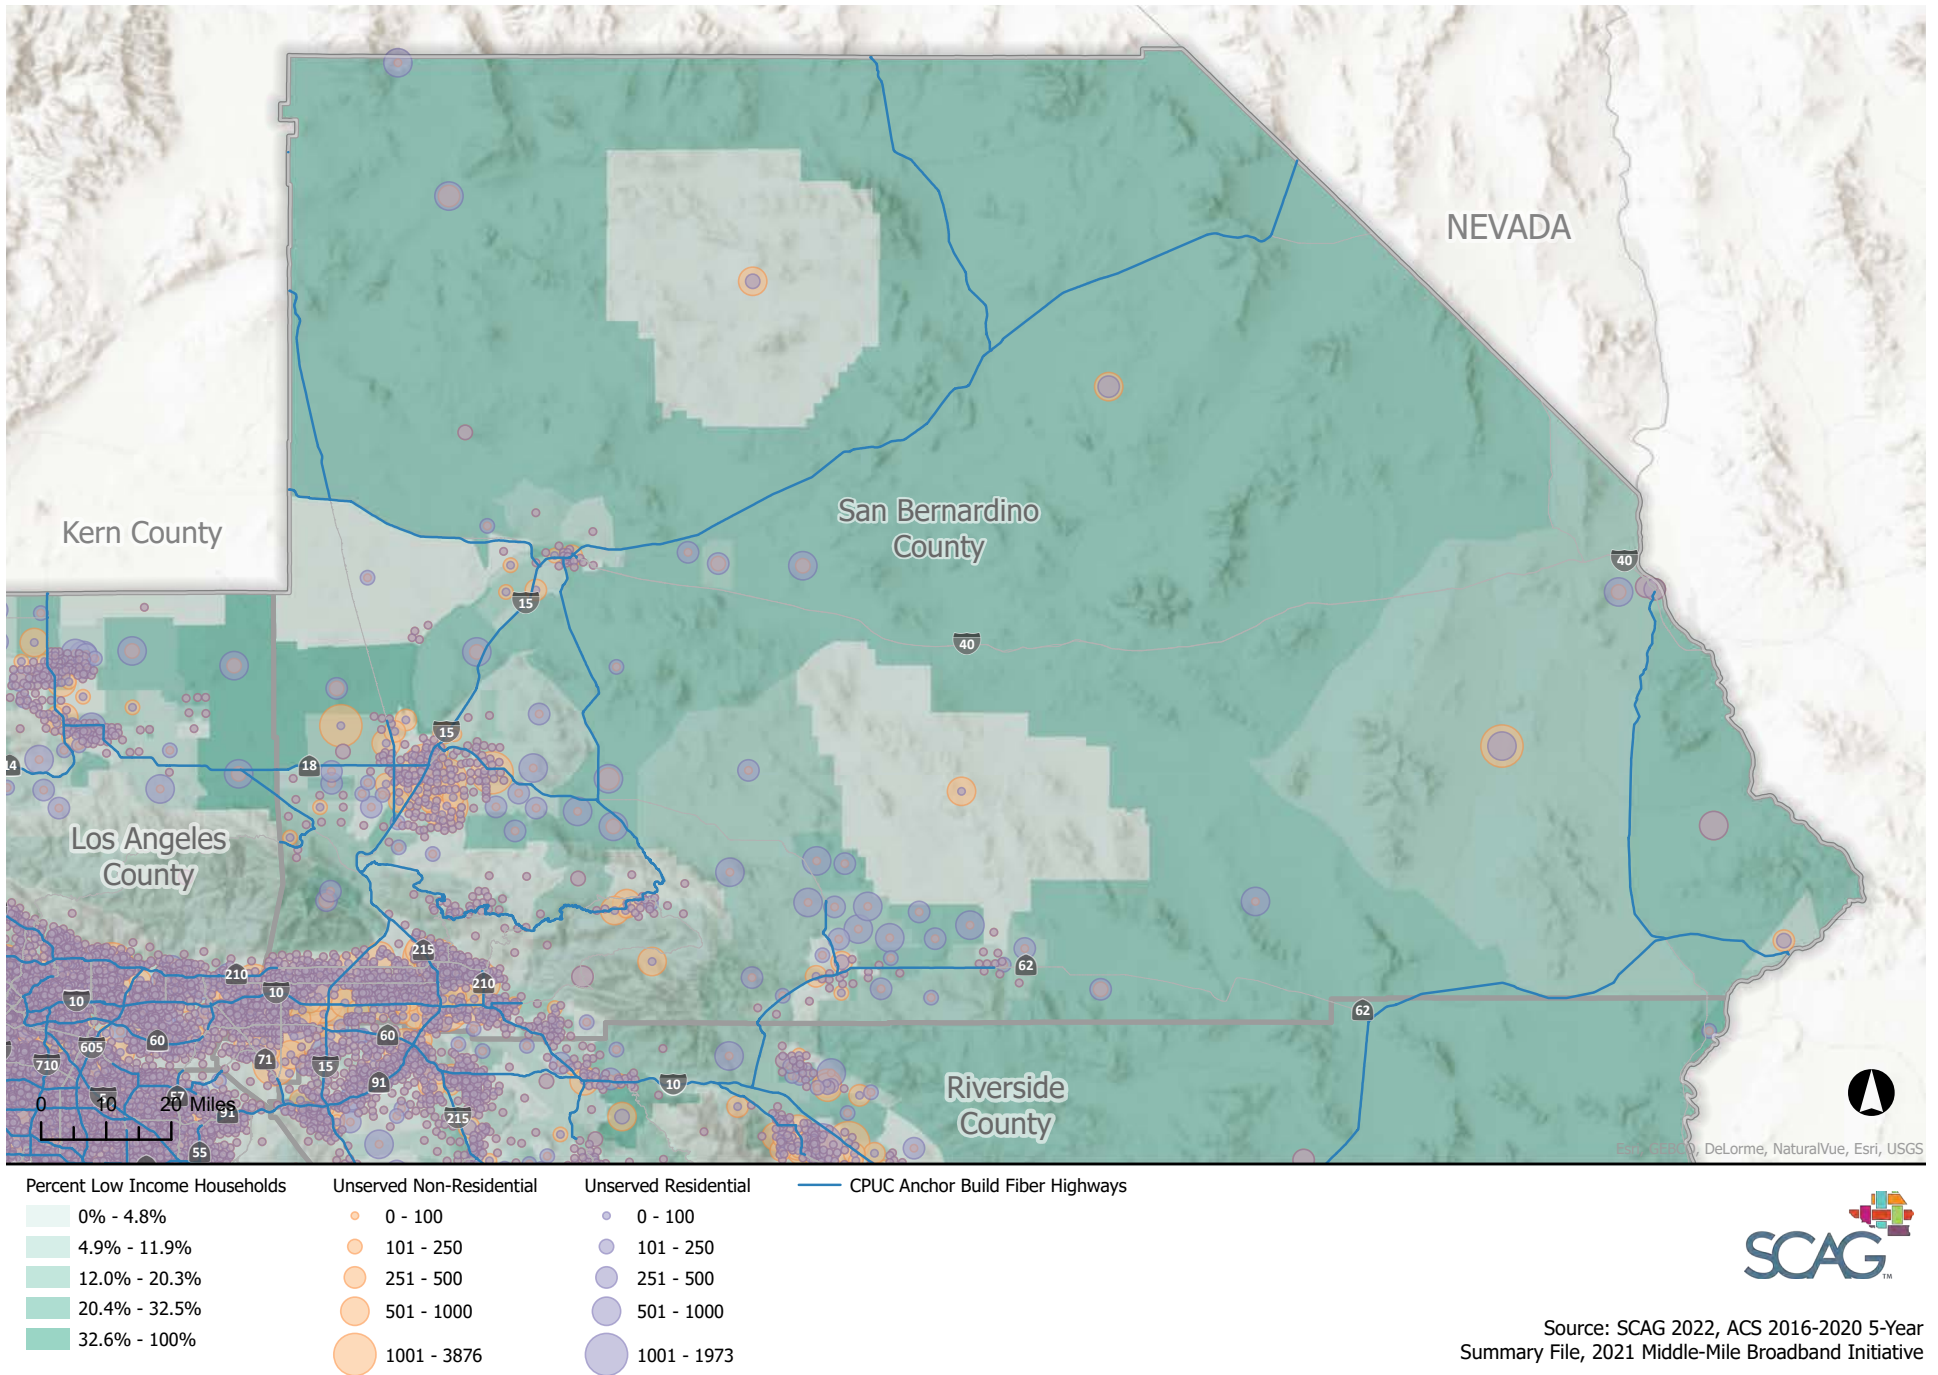 NEVADA
San Bernardino
County
Kern County
40
15
40
15
18
14
Los Angeles
County
215
210
210
10
10
62
62
60
60
605
71
15
710
91
10
Riverside
County
0 10 20 Miles
91
215
55
Esri, GEBCO, DeLorme, NaturalVue, Esri, USGS
Percent Low Income Households
0% - 4.8%
4.9% - 11.9%
12.0% - 20.3%
20.4% - 32.5%
32.6% - 100%
Unserved Non-Residential
0 - 100
101 - 250
251 - 500
501 - 1000
1001 - 3876
Unserved Residential
0 - 100
101 - 250
251 - 500
501 - 1000
1001 - 1973
CPUC Anchor Build Fiber Highways
SCAG™
Source: SCAG 2022, ACS 2016-2020 5-Year
Summary File, 2021 Middle-Mile Broadband Initiative